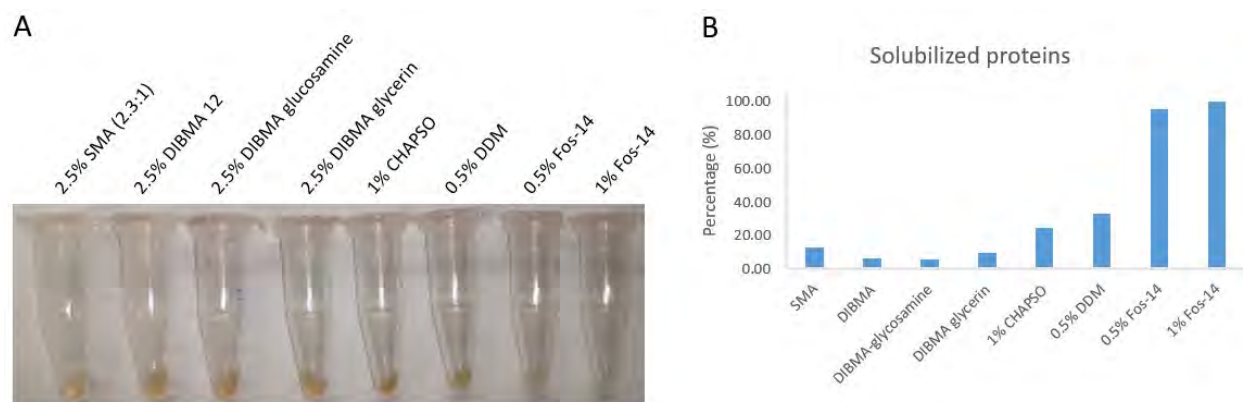 A
2.5% SMA (2.3:1)
2.5% DIBMA 12
2.5% DIBMA glucosamine
2.5% DIBMA glycerin
1% CHAPSO
0.5% DDM
0.5% Fos-14
1% Fos-14
B
Solubilized proteins
Percentage (%)
100.00
80.00
60.00
40.00
20.00
0.00
SMA
DIBMA
DIBMA-glycosamine
DIBMA glycerin
1% CHAPSO
0.5% DDM
0.5% Fos-14
1% Fos-14